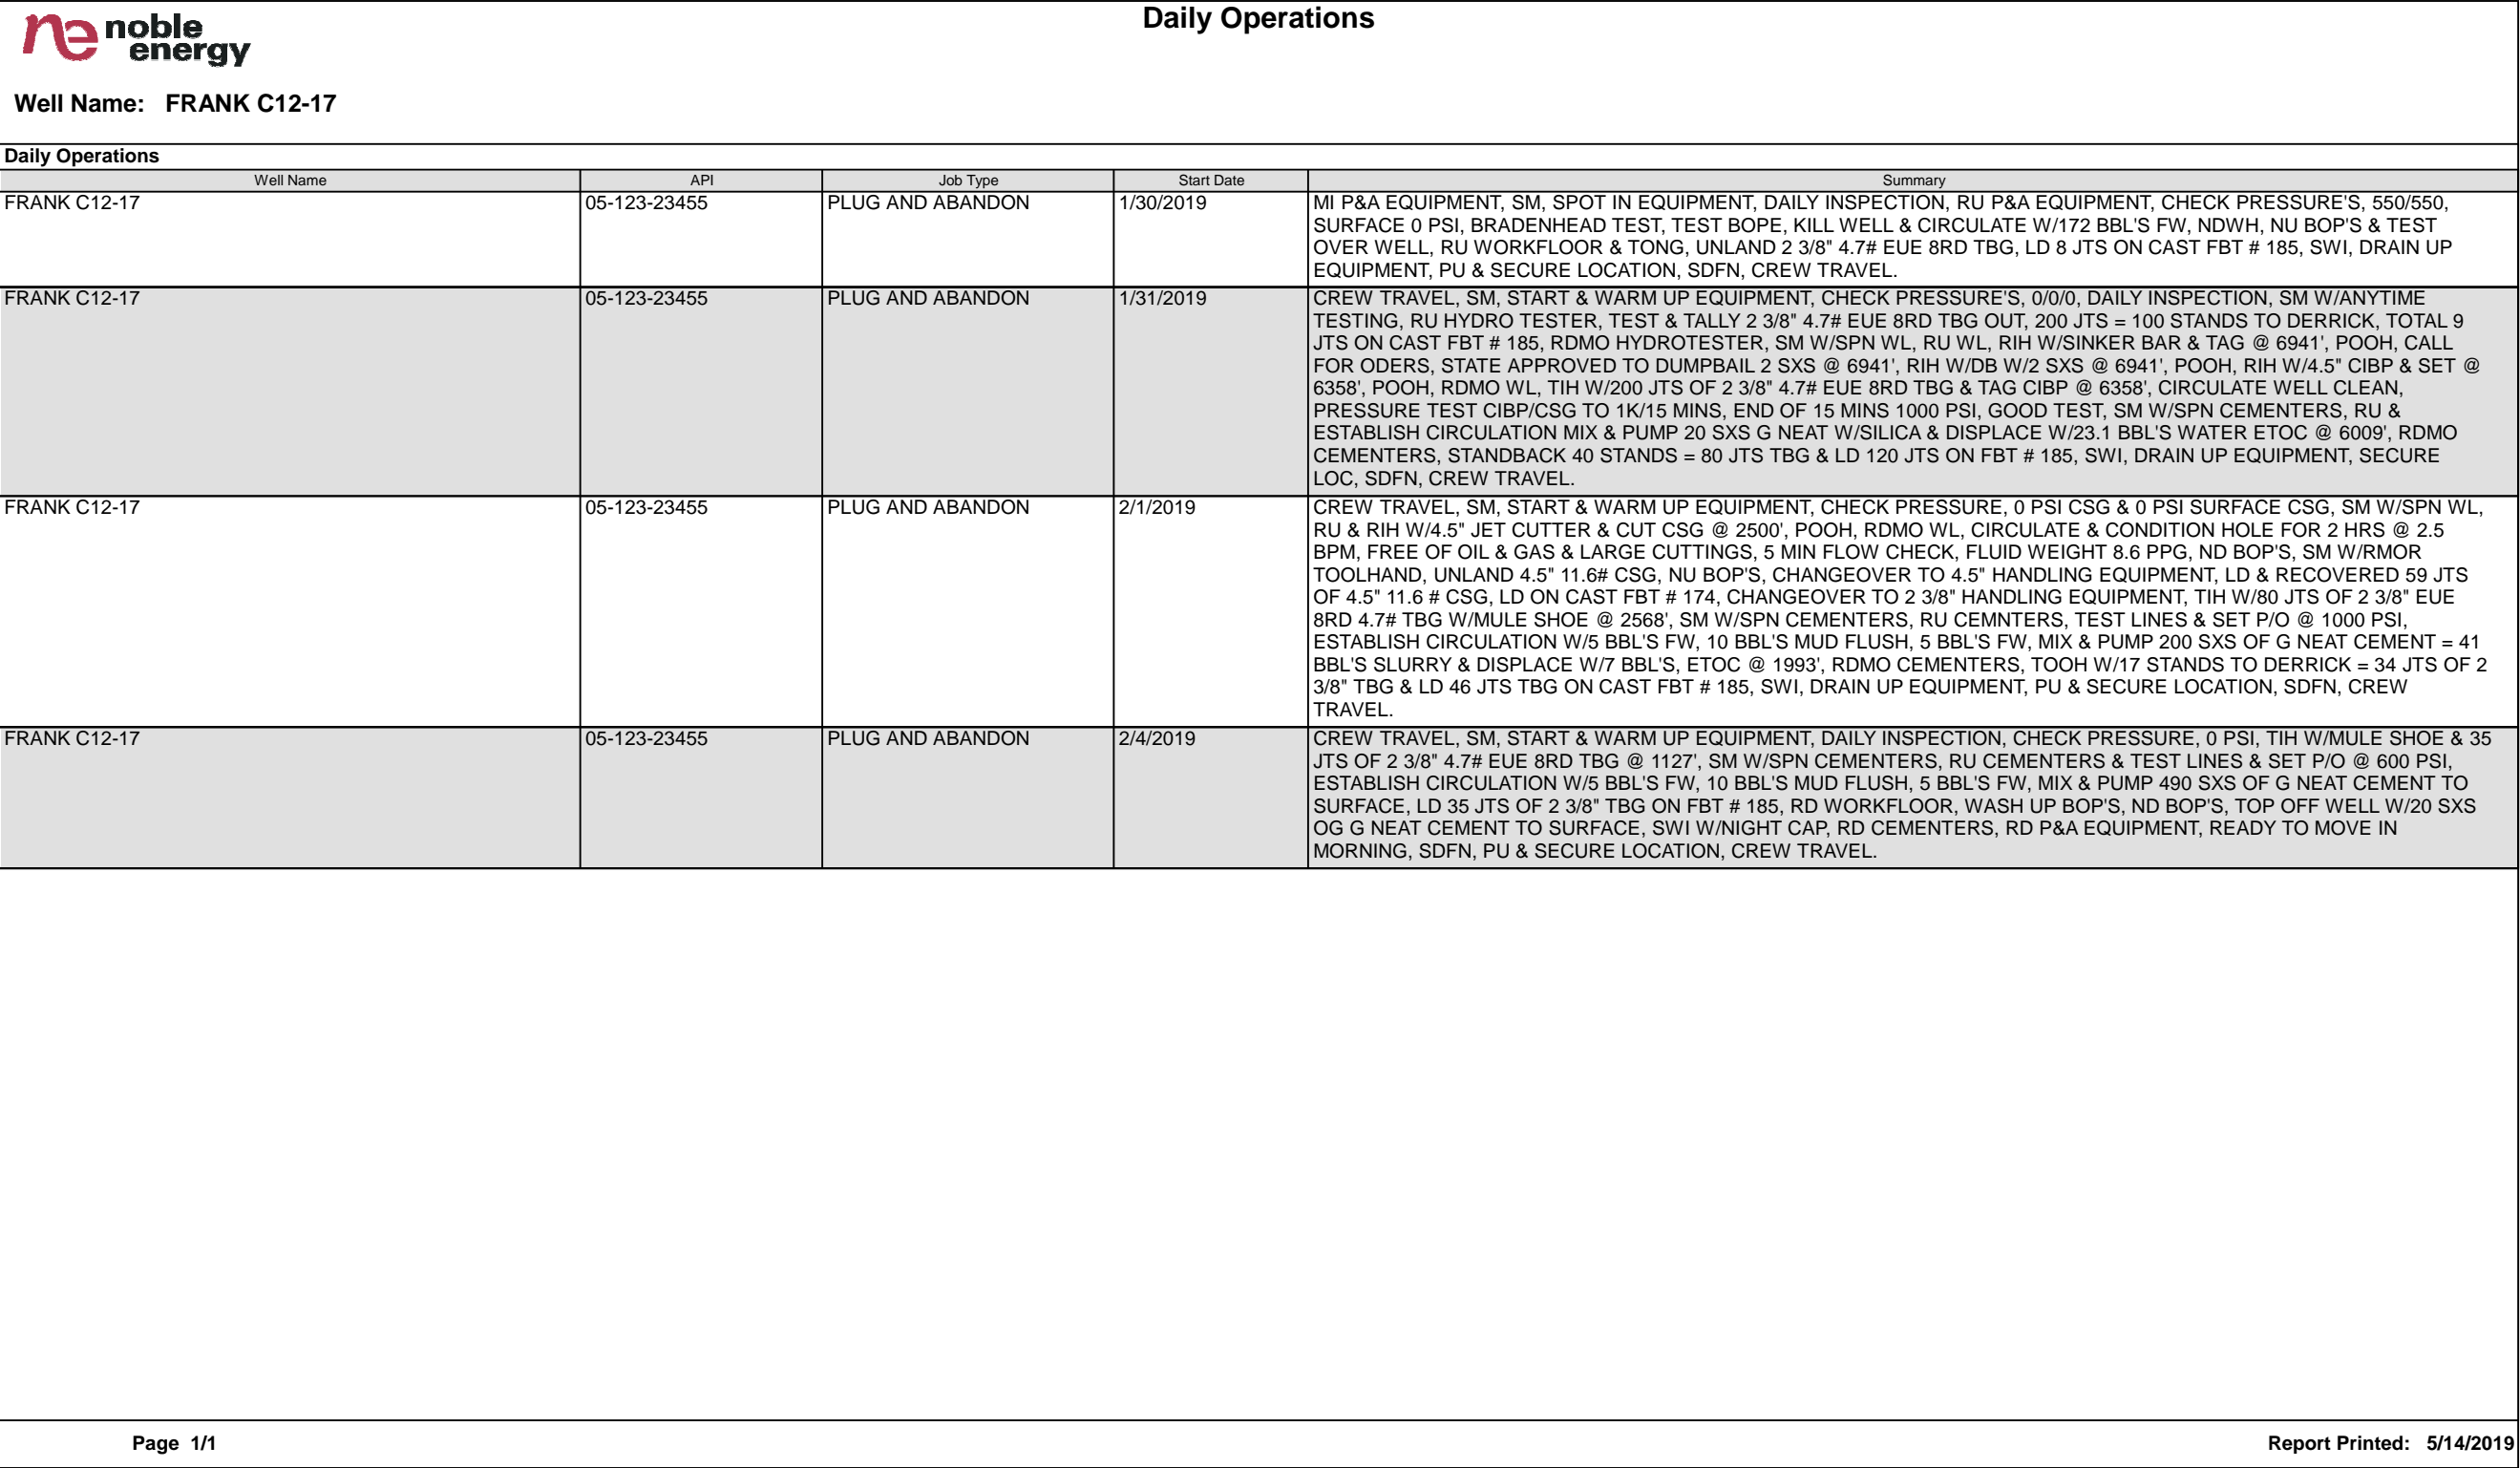 Daily Operations
noble
energy
Well Name: FRANK C12-17
Daily Operations
Well Name API Job Type Start Date Summary
FRANK C12-17 05-123-23455 PLUG AND ABANDON 1/30/2019 MI P&A EQUIPMENT, SM, SPOT IN EQUIPMENT, DAILY INSPECTION, RU P&A EQUIPMENT, CHECK PRESSURE'S, 550/550,
SURFACE 0 PSI, BRADENHEAD TEST, TEST BOPE, KILL WELL & CIRCULATE W/172 BBL'S FW, NDWH, NU BOP'S & TEST
OVER WELL, RU WORKFLOOR & TONG, UNLAND 2 3/8" 4.7# EUE 8RD TBG, LD 8 JTS ON CAST FBT # 185, SWI, DRAIN UP
EQUIPMENT, PU & SECURE LOCATION, SDFN, CREW TRAVEL.
FRANK C12-17 05-123-23455 PLUG AND ABANDON 1/31/2019 CREW TRAVEL, SM, START & WARM UP EQUIPMENT, CHECK PRESSURE'S, 0/0/0, DAILY INSPECTION, SM W/ANYTIME
TESTING, RU HYDRO TESTER, TEST & TALLY 2 3/8" 4.7# EUE 8RD TBG OUT, 200 JTS = 100 STANDS TO DERRICK, TOTAL 9
JTS ON CAST FBT # 185, RDMO HYDROTESTER, SM W/SPN WL, RU WL, RIH W/SINKER BAR & TAG @ 6941', POOH, CALL
FOR ODERS, STATE APPROVED TO DUMPBAIL 2 SXS @ 6941', RIH W/DB W/2 SXS @ 6941', POOH, RIH W/4.5" CIBP & SET @
6358', POOH, RDMO WL, TIH W/200 JTS OF 2 3/8" 4.7# EUE 8RD TBG & TAG CIBP @ 6358', CIRCULATE WELL CLEAN,
PRESSURE TEST CIBP/CSG TO 1K/15 MINS, END OF 15 MINS 1000 PSI, GOOD TEST, SM W/SPN CEMENTERS, RU &
ESTABLISH CIRCULATION MIX & PUMP 20 SXS G NEAT W/SILICA & DISPLACE W/23.1 BBL'S WATER ETOC @ 6009', RDMO
CEMENTERS, STANDBACK 40 STANDS = 80 JTS TBG & LD 120 JTS ON FBT # 185, SWI, DRAIN UP EQUIPMENT, SECURE
LOC, SDFN, CREW TRAVEL.
FRANK C12-17 05-123-23455 PLUG AND ABANDON 2/1/2019 CREW TRAVEL, SM, START & WARM UP EQUIPMENT, CHECK PRESSURE, 0 PSI CSG & 0 PSI SURFACE CSG, SM W/SPN WL,
RU & RIH W/4.5" JET CUTTER & CUT CSG @ 2500', POOH, RDMO WL, CIRCULATE & CONDITION HOLE FOR 2 HRS @ 2.5
BPM, FREE OF OIL & GAS & LARGE CUTTINGS, 5 MIN FLOW CHECK, FLUID WEIGHT 8.6 PPG, ND BOP'S, SM W/RMOR
TOOLHAND, UNLAND 4.5" 11.6# CSG, NU BOP'S, CHANGEOVER TO 4.5" HANDLING EQUIPMENT, LD & RECOVERED 59 JTS
OF 4.5" 11.6 # CSG, LD ON CAST FBT # 174, CHANGEOVER TO 2 3/8" HANDLING EQUIPMENT, TIH W/80 JTS OF 2 3/8" EUE
8RD 4.7# TBG W/MULE SHOE @ 2568', SM W/SPN CEMENTERS, RU CEMNTERS, TEST LINES & SET P/O @ 1000 PSI,
ESTABLISH CIRCULATION W/5 BBL'S FW, 10 BBL'S MUD FLUSH, 5 BBL'S FW, MIX & PUMP 200 SXS OF G NEAT CEMENT = 41
BBL'S SLURRY & DISPLACE W/7 BBL'S, ETOC @ 1993', RDMO CEMENTERS, TOOH W/17 STANDS TO DERRICK = 34 JTS OF 2
3/8" TBG & LD 46 JTS TBG ON CAST FBT # 185, SWI, DRAIN UP EQUIPMENT, PU & SECURE LOCATION, SDFN, CREW
TRAVEL.
FRANK C12-17 05-123-23455 PLUG AND ABANDON 2/4/2019 CREW TRAVEL, SM, START & WARM UP EQUIPMENT, DAILY INSPECTION, CHECK PRESSURE, 0 PSI, TIH W/MULE SHOE & 35
JTS OF 2 3/8" 4.7# EUE 8RD TBG @ 1127', SM W/SPN CEMENTERS, RU CEMENTERS & TEST LINES & SET P/O @ 600 PSI,
ESTABLISH CIRCULATION W/5 BBL'S FW, 10 BBL'S MUD FLUSH, 5 BBL'S FW, MIX & PUMP 490 SXS OF G NEAT CEMENT TO
SURFACE, LD 35 JTS OF 2 3/8" TBG ON FBT # 185, RD WORKFLOOR, WASH UP BOP'S, ND BOP'S, TOP OFF WELL W/20 SXS
OG G NEAT CEMENT TO SURFACE, SWI W/NIGHT CAP, RD CEMENTERS, RD P&A EQUIPMENT, READY TO MOVE IN
MORNING, SDFN, PU & SECURE LOCATION, CREW TRAVEL.
Page 1/1 Report Printed: 5/14/2019